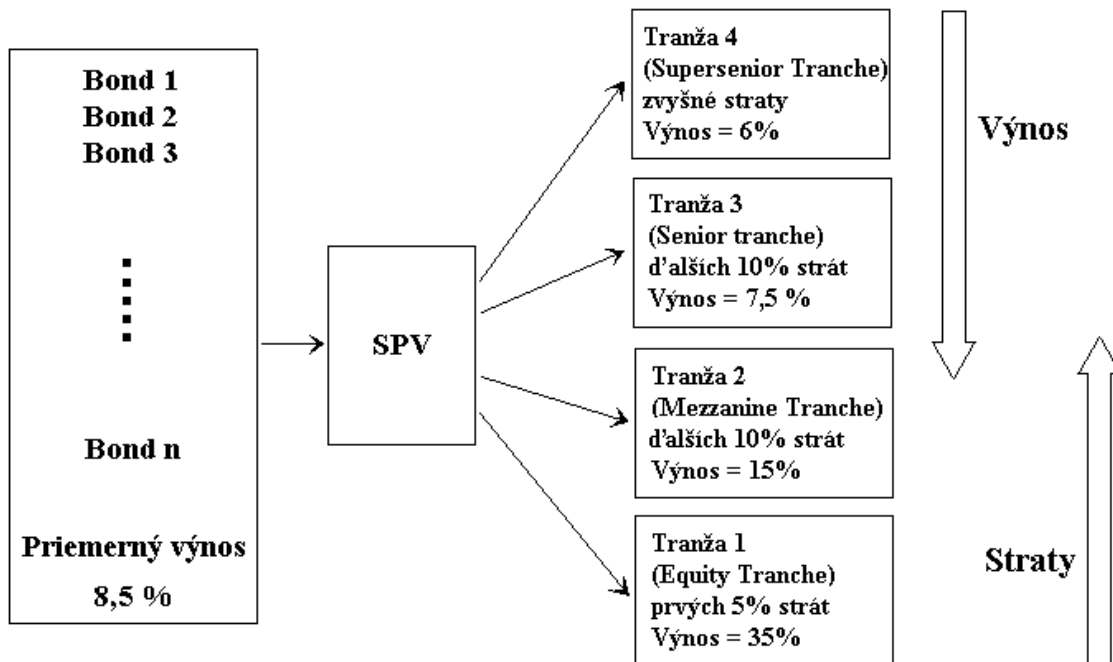 Bond 1
Bond 2
Bond 3
Bond n
Priemerný výnos
8,5 %
SPV
Tranža 4
(Supersenior Tranche)
zvyšné straty
Výnos = 6%
Tranža 3
(Senior tranche)
ďalších 10% strát
Výnos = 7,5 %
Tranža 2
(Mezzanine Tranche)
ďalších 10% strát
Výnos = 15%
Tranža 1
(Equity Tranche)
prvých 5% strát
Výnos = 35%
Výnos
Straty